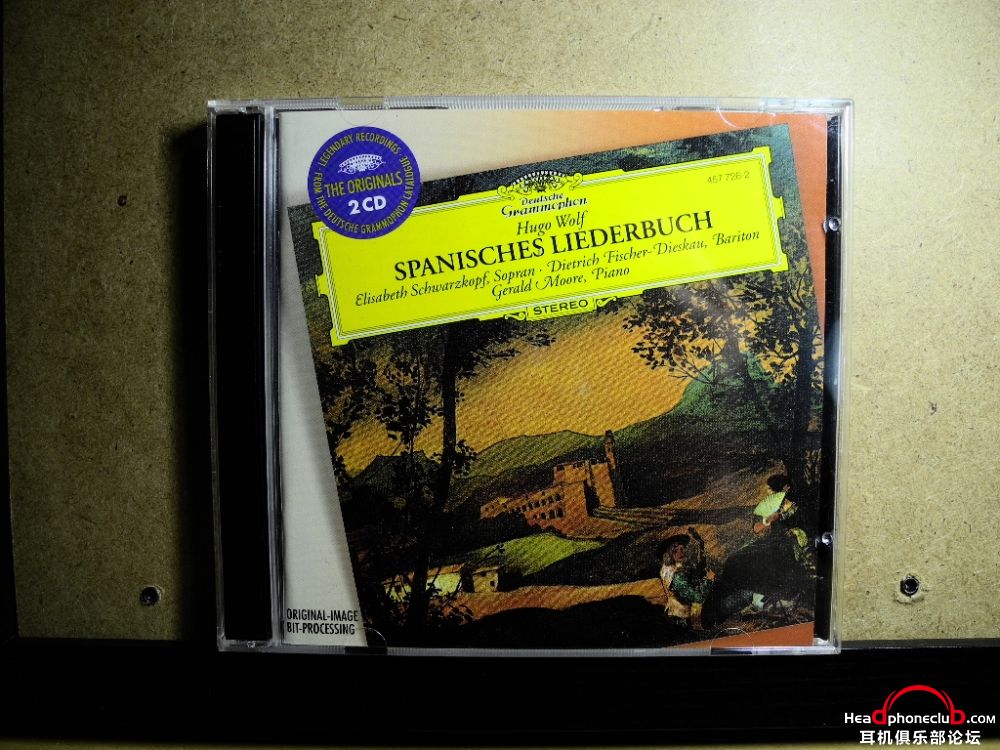 LEGENDARY RECORDINGS
FROM THE DEUTSCHE GRAMMOPHON CATALOGUE
THE ORIGINALS
2 CD
457 726-2
Deutsche
Grammophon
Hugo Wolf
SPANISCHES LIEDERBUCH
Elisabeth Schwarzkopf, Sopran · Dietrich Fischer-Dieskau, Bariton
Gerald Moore, Piano
STEREO
ORIGINAL-IMAGE
BIT-PROCESSING
HeadphoneclubD.com
耳机俱乐部论坛